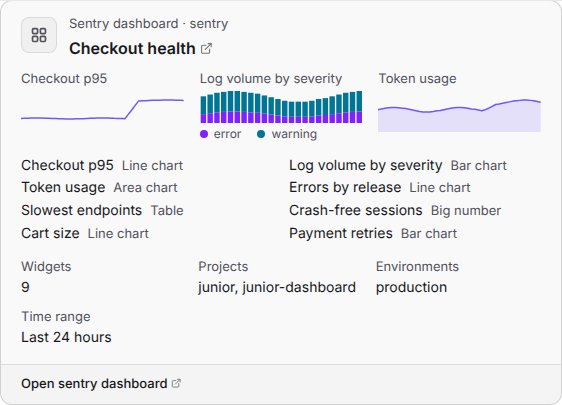 Sentry dashboard · sentry
Checkout health
Checkout p95
Log volume by severity
Token usage
error
warning
Checkout p95 Line chart
Log volume by severity Bar chart
Token usage Area chart
Errors by release Line chart
Slowest endpoints Table
Crash-free sessions Big number
Cart size Line chart
Payment retries Bar chart
Widgets
Projects
Environments
9
junior, junior-dashboard
production
Time range
Last 24 hours
Open sentry dashboard